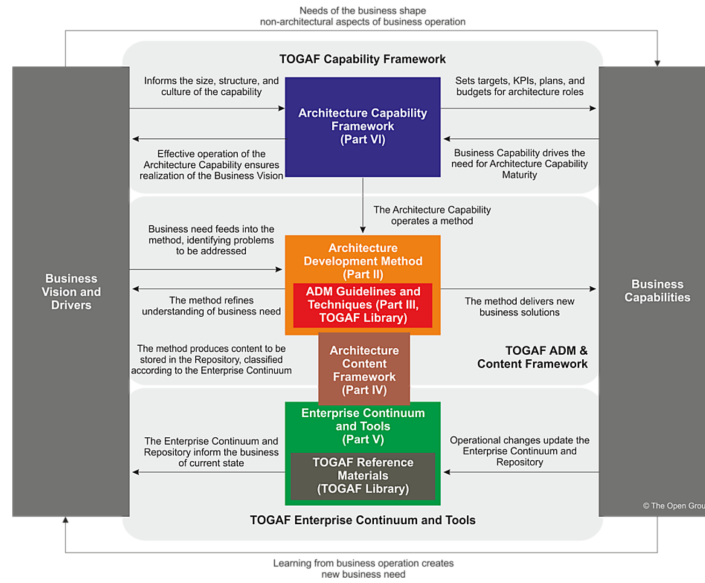 Needs of the business shape
non-architectural aspects of business operation
TOGAF Capability Framework
Informs the size, structure, and
culture of the capability
Architecture Capability
Framework
(Part VI)
Sets targets, KPIs, plans, and
budgets for architecture roles
Effective operation of the
Architecture Capability ensures
realization of the Business Vision
Business Capability drives the
need for Architecture Capability
Maturity
The Architecture Capability
operates a method
Business need feeds into the
method, identifying problems
to be addressed
Architecture
Development Method
(Part II)
Business
Vision and
Drivers
ADM Guidelines and
Techniques (Part III,
TOGAF Library)
Business
Capabilities
The method refines
understanding of business need
The method delivers new
business solutions
The method produces content to be
stored in the Repository, classified
according to the Enterprise Continuum
Architecture
Content
Framework
(Part IV)
TOGAF ADM &
Content Framework
Enterprise Continuum
and Tools
(Part V)
The Enterprise Continuum and
Repository inform the business
of current state
Operational changes update the
Enterprise Continuum and
Repository
TOGAF Reference
Materials
(TOGAF Library)
© The Open Grou
TOGAF Enterprise Continuum and Tools
Learning from business operation creates
new business need